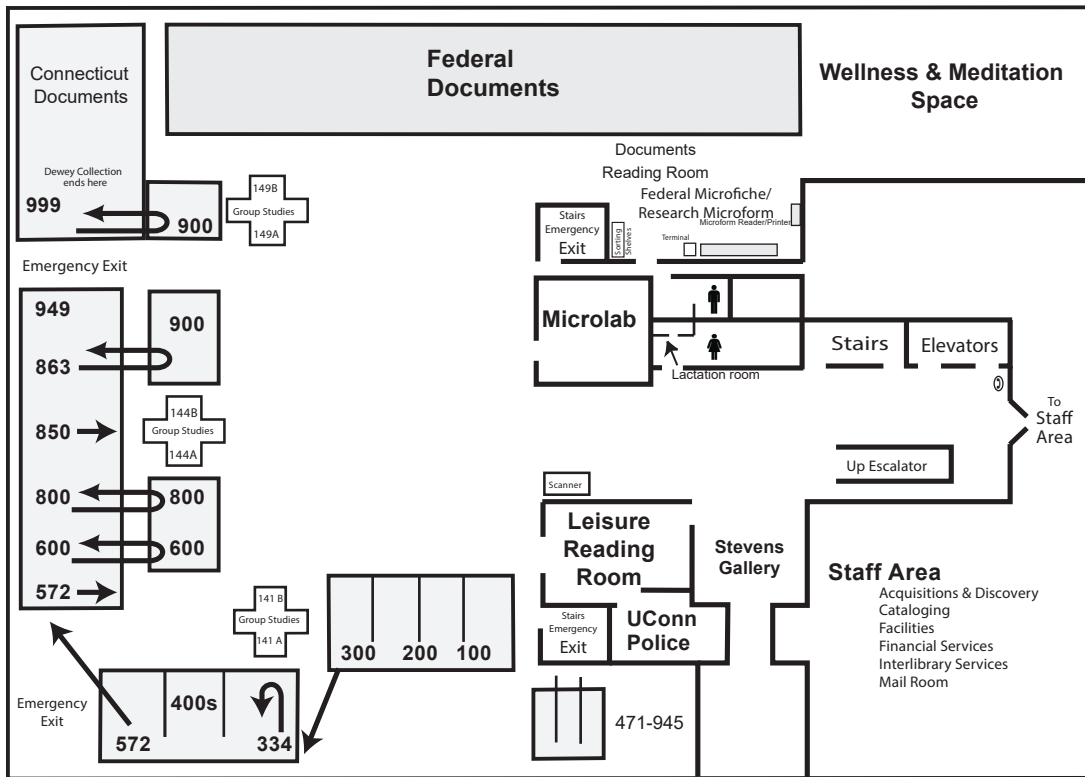 Connecticut
Documents
Dewey Collection
ends here
999
900
149B
Group Studies
149A
Federal
Documents
Wellness & Meditation
Space
Documents
Reading Room
Federal Microfiche/
Research Microform
Microform Reader/Printer
Terminal
Sorting
Shelves
Stairs
Emergency
Exit
Emergency Exit
949
900
863
Microlab
Lactation room
Stairs
Elevators
To
Staff
Area
144B
Group Studies
144A
850
Up Escalator
800
800
600
600
572
Scanner
Leisure
Reading
Room
Stevens
Gallery
Staff Area
Acquisitions & Discovery
Cataloging
Facilities
Financial Services
Interlibrary Services
Mail Room
141 B
Group Studies
141 A
300
200
100
Stairs
Emergency
Exit
UConn
Police
Emergency
Exit
572
400s
334
471-945